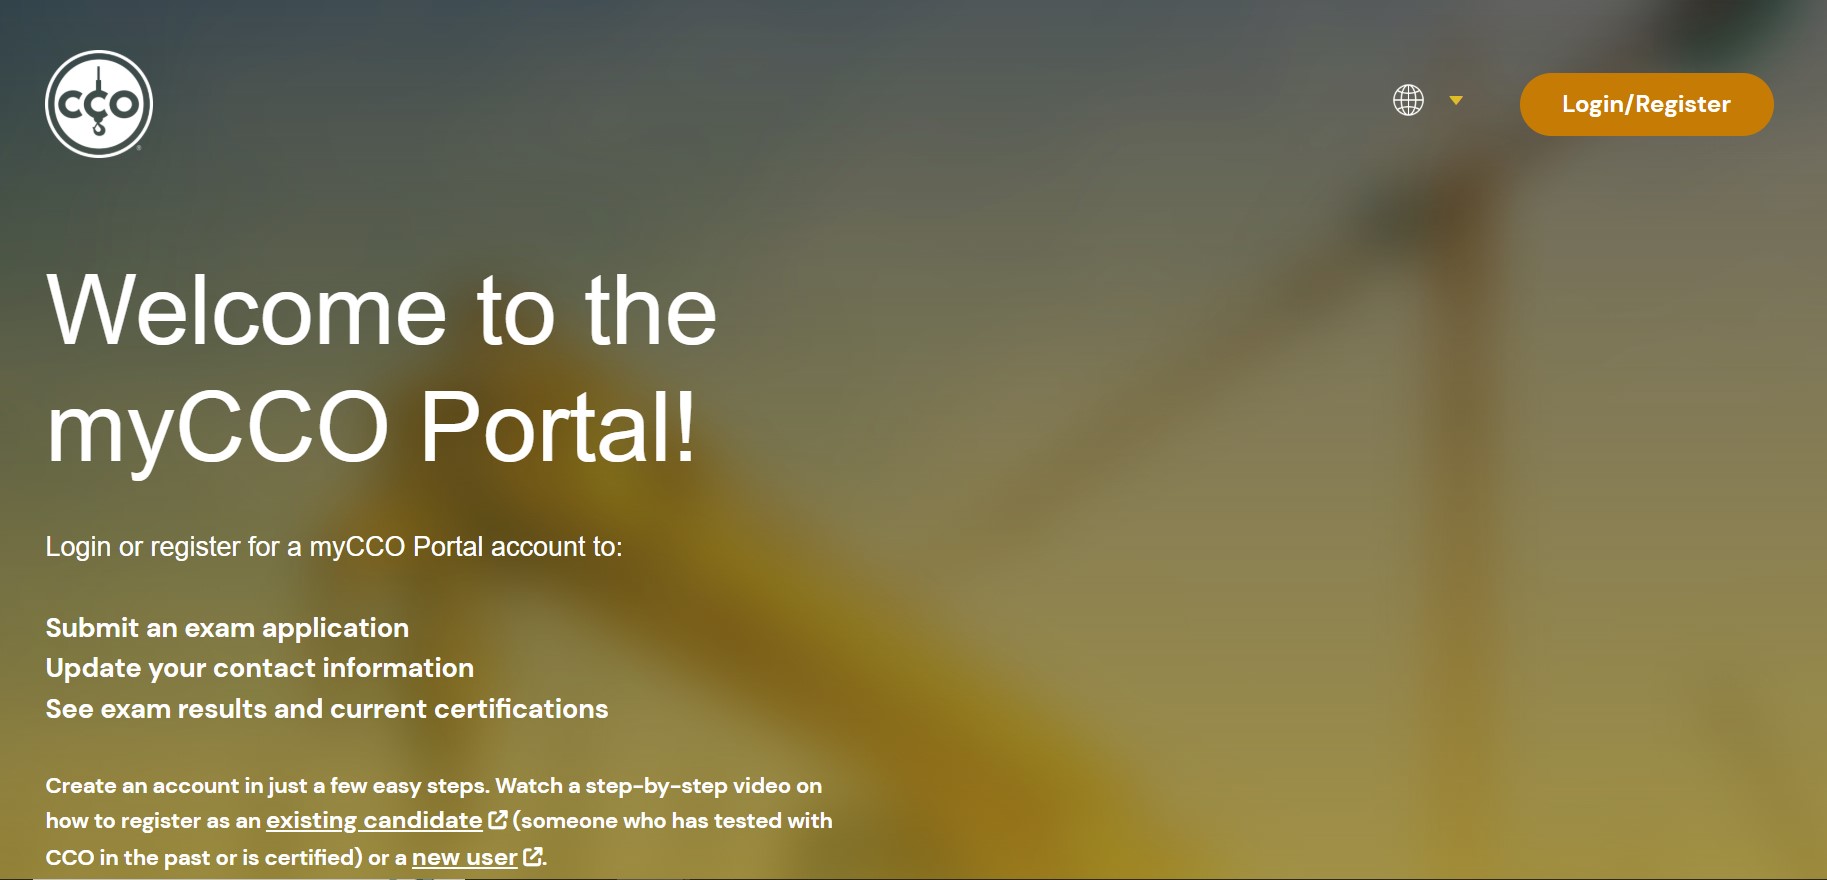 cco
Login/Register
Welcome to the
myCCO Portal!
Login or register for a myCCO Portal account to:
Submit an exam application
Update your contact information
See exam results and current certifications
Create an account in just a few easy steps. Watch a step-by-step video on
how to register as an existing candidate (someone who has tested with
CCO in the past or is certified) or a new user.